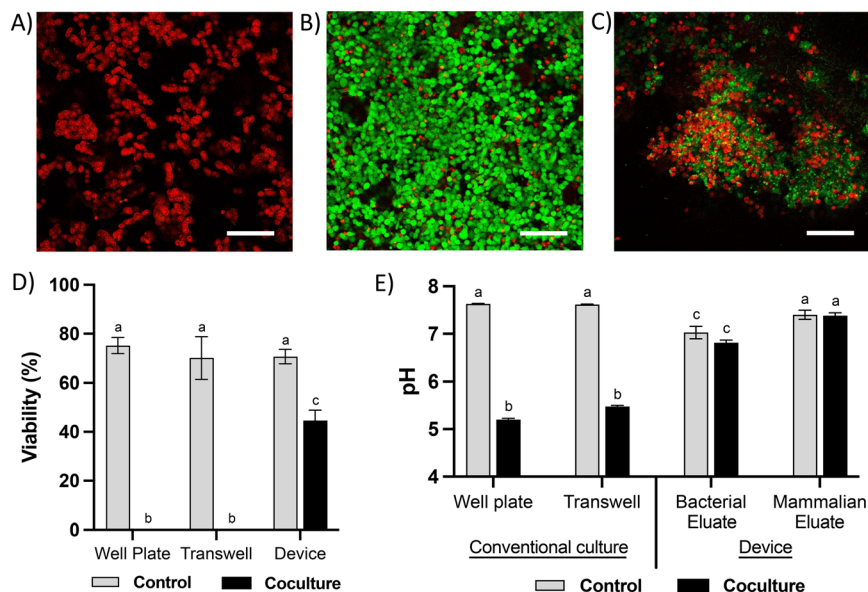 A)
B)
C)
D)
100
80
60
40
20
0
Viability (%)
a
b
a
b
a
c
Well Plate
Transwell
Device
Control
Coculture
E)
8
7
6
5
4
pH
a
b
a
b
c
c
a
a
Well plate
Transwell
Bacterial
Eluate
Mammalian
Eluate
Conventional culture
Device
Control
Coculture